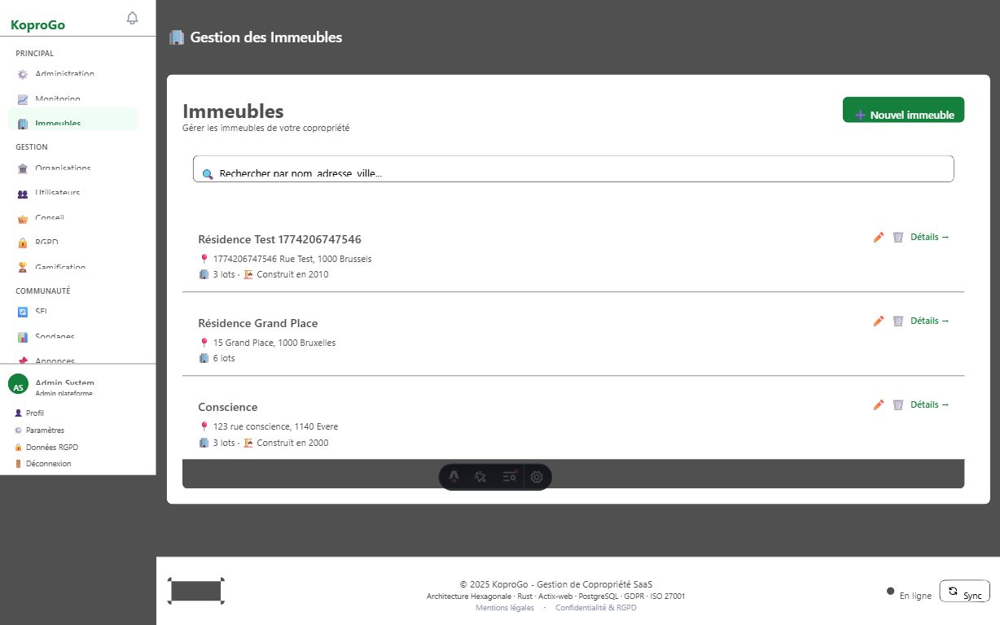 KoproGo
PRINCIPAL
Administration
Monitoring
Immeubles
GESTION
Organisations
Utilisateurs
Conseil
RGPD
Gamification
COMMUNAUTÉ
SEL
Sondages
Annonces
AS
Admin System
Admin plateforme
Profil
Paramètres
Données RGPD
Déconnexion
Gestion des Immeubles
Immeubles
Gérer les immeubles de votre copropriété
Nouvel immeuble
Rechercher par nom, adresse, ville...
Résidence Test 1774206747546
Détails →
1774206747546 Rue Test, 1000 Brussels
3 lots · Construit en 2010
Résidence Grand Place
Détails →
15 Grand Place, 1000 Bruxelles
6 lots
Conscience
Détails →
123 rue conscience, 1140 Evere
3 lots · Construit en 2000
© 2025 KoproGo - Gestion de Copropriété SaaS
Architecture Hexagonale · Rust · Actix-web · PostgreSQL · GDPR · ISO 27001
Mentions légales · Confidentialité & RGPD
En ligne
Sync